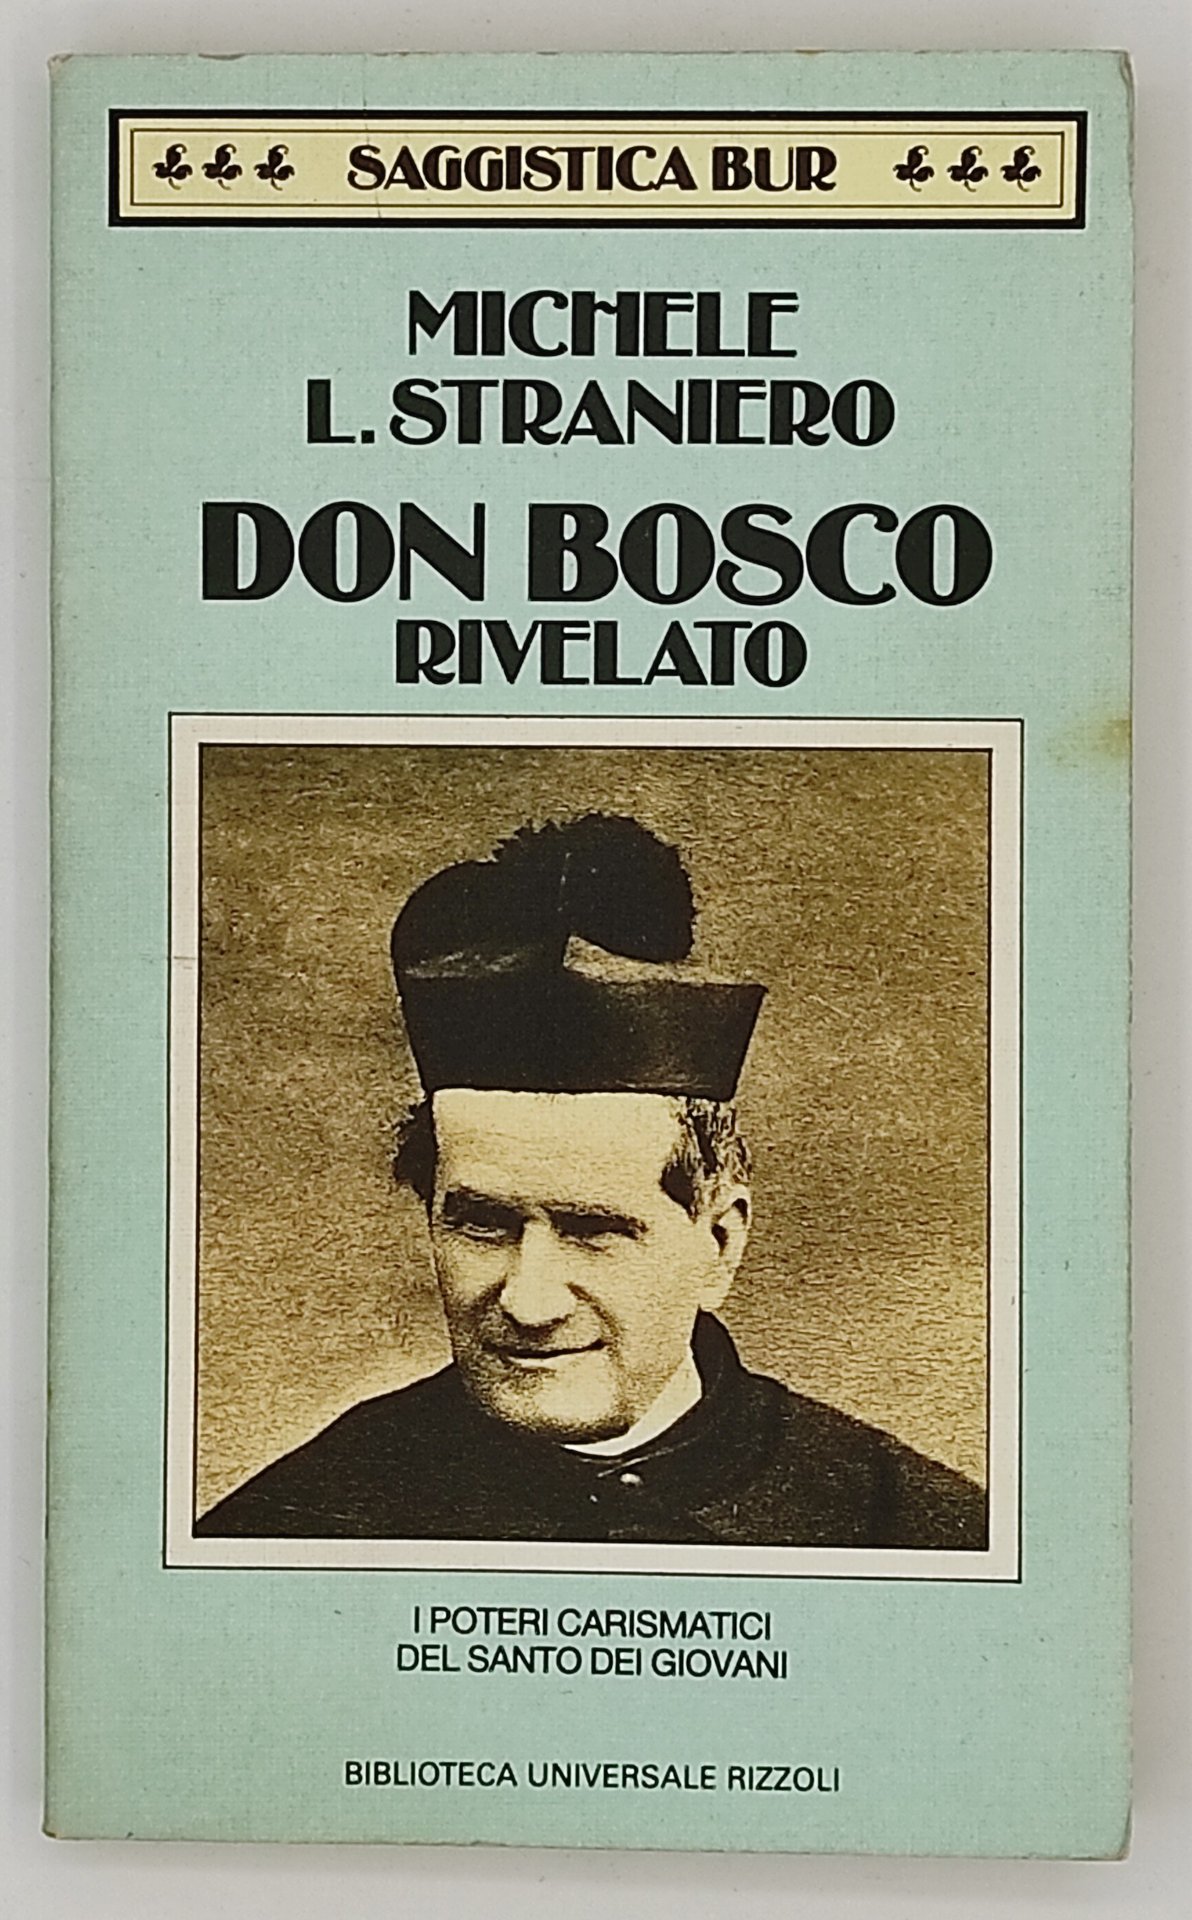 SAGGISTICA BUR
MICHELE
L. STRANIERO
DON BOSCO
RIVELATO
I POTERI CARISMATICI
DEL SANTO DEI GIOVANI
BIBLIOTECA UNIVERSALE RIZZOLI